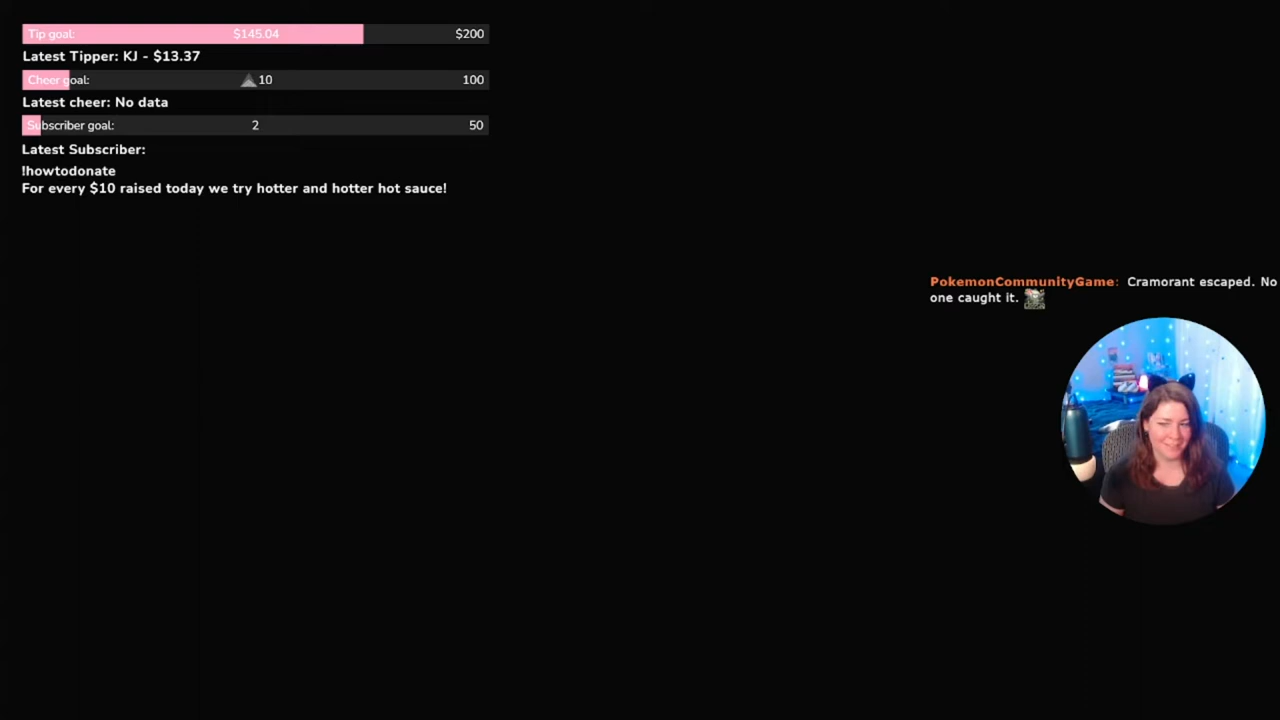 Tip goal: $145.04 $200
Latest Tipper: KJ - $13.37
Cheer goal: 10 100
Latest cheer: No data
Subscriber goal: 2 50
Latest Subscriber:
!howtodonate
For every $10 raised today we try hotter and hotter hot sauce!
PokemonCommunityGame: Cramorant escaped. No
one caught it.